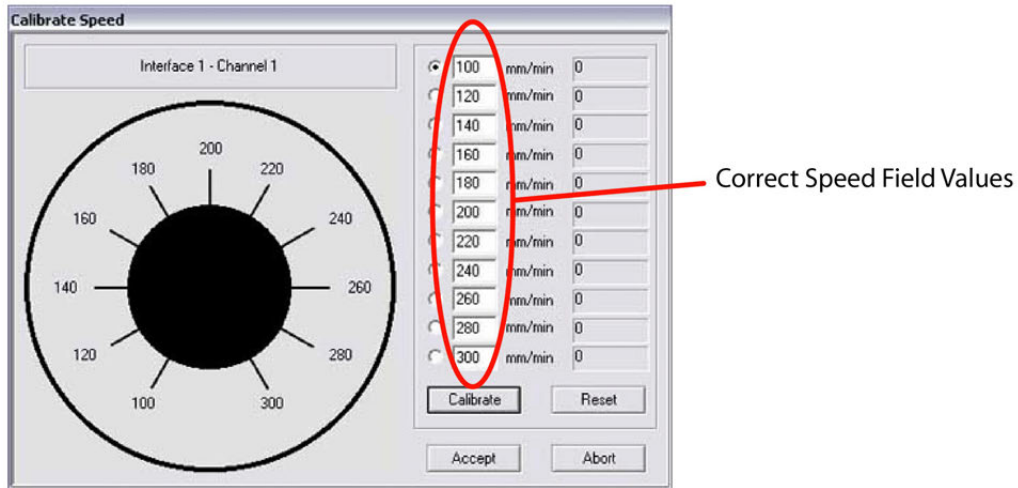 Calibrate Speed
Interface 1 - Channel 1
200
180
220
160
240
140
260
120
280
100
300
100 mm/min 0
120 mm/min 0
140 mm/min 0
160 mm/min 0
180 mm/min 0
200 mm/min 0
220 mm/min 0
240 mm/min 0
260 mm/min 0
280 mm/min 0
300 mm/min 0
Calibrate Reset
Accept Abort
Correct Speed Field Values